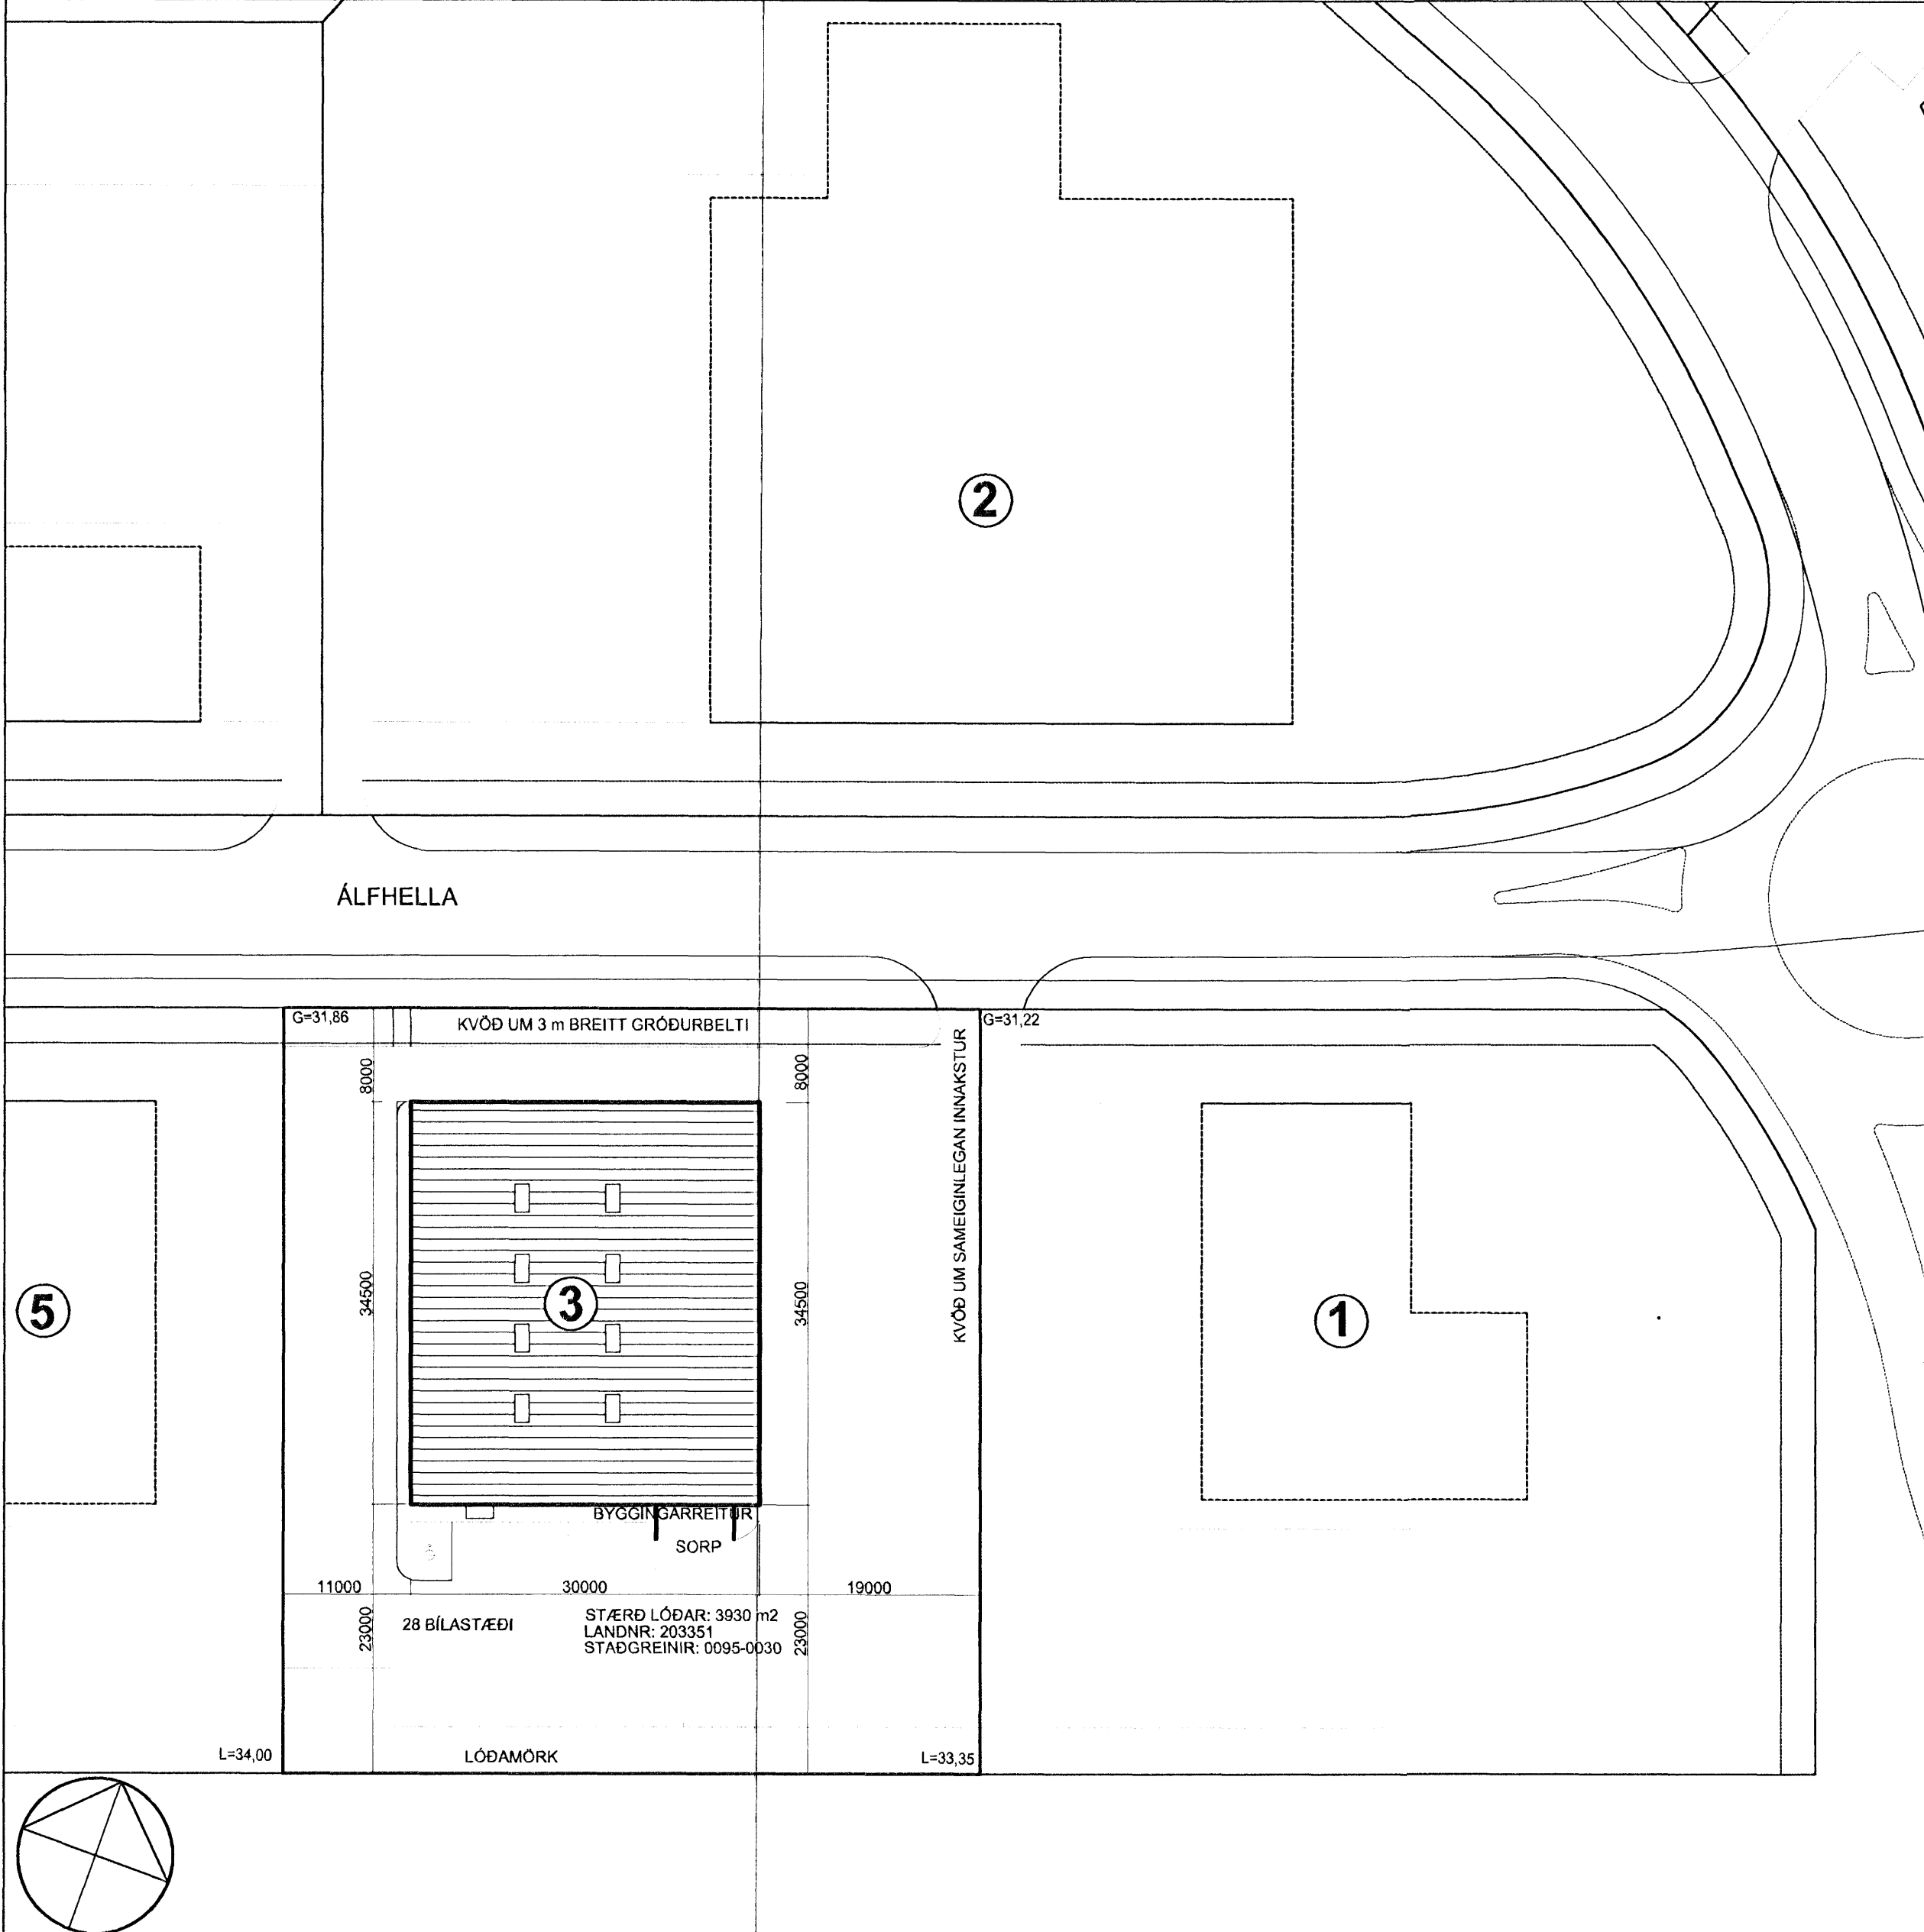 2
ÁLFHELLA
G=31,86
KVÖÐ UM 3 m BREITT GRÓÐURBELTI
G=31,22
8000
8000
KVÖÐ UM SAMEIGINLEGAN INNAKSTUR
34500
34500
5
3
1
BYGGINGARREITUR
SORP
11000
30000
19000
23000
28 BÍLASTÆÐI
STÆRÐ LÓÐAR: 3930 m2
LANDNR: 203351
STAÐGREINIR: 0095-0030
23000
L=34,00
LÓÐAMÖRK
L=33,35